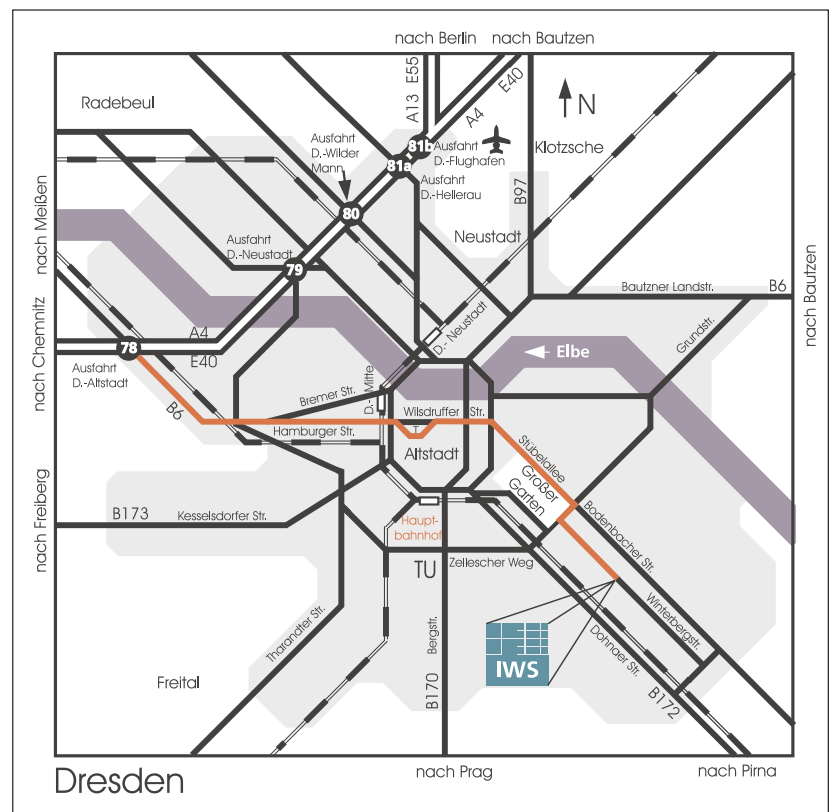 nach Berlin
nach Bautzen
Radebeul
A13
E55
A4
E40
N
Ausfahrt
D.-Wilder
Mann
81b
81a
Ausfahrt
D.-Flughafen
Ausfahrt
D.-Hellerau
Klotzsche
B97
80
nach Meißen
Ausfahrt
D.-Neustadt
79
Neustadt
Bautzner Landstr.
B6
nach Bautzen
nach Chemnitz
A4
E40
78
Ausfahrt
D.-Altstadt
D.- Neustadt
Grundstr.
Elbe
B6
Bremer Str.
D.- Mitte
Wilsdruffer Str.
Hamburger Str.
T
Altstadt
Stübelallee
Großer
Garten
nach Freiberg
B173
Kesselsdorfer Str.
Haupt-
bahnhof
Bodenbacher Str.
TU
Zellescher Weg
Winterbergstr.
Tharandter Str.
Bergstr.
B170
IWS
Dohnaer Str.
B172
Freital
Dresden
nach Prag
nach Pirna